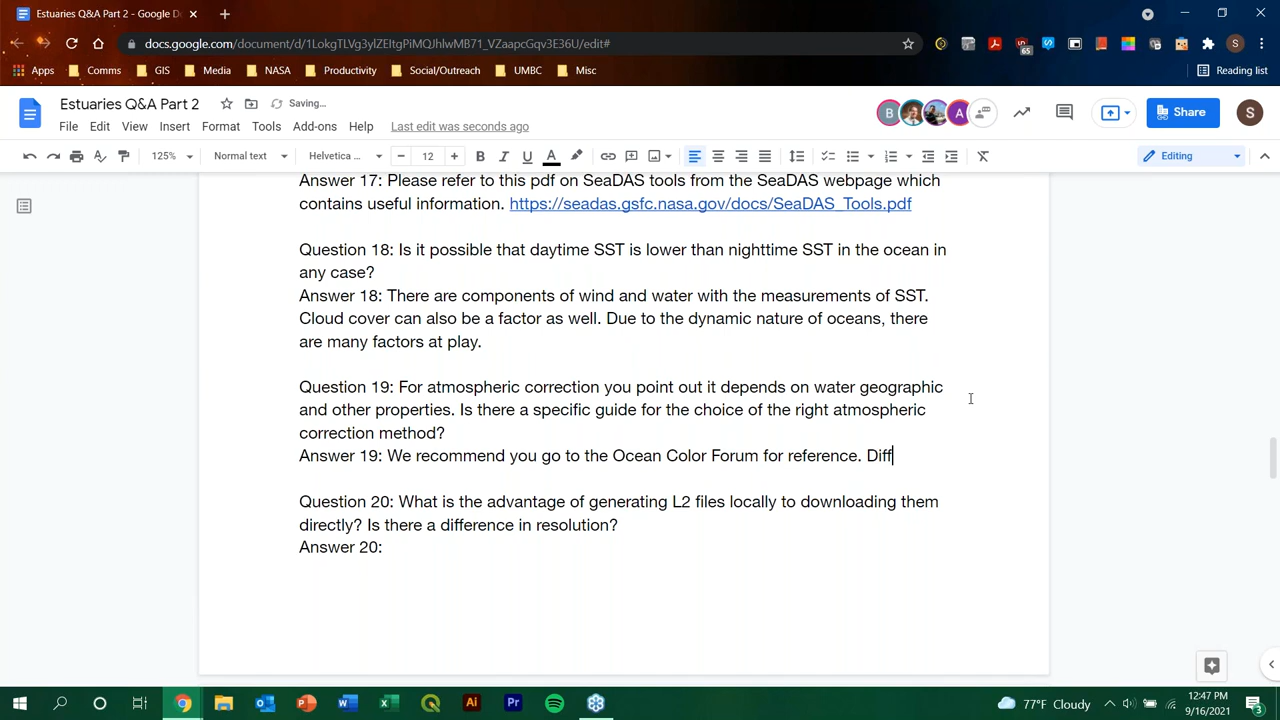 Estuaries Q&A Part 2 - Google D
docs.google.com/document/d/1LokgTLVg3ylZEItgPiMQJhlwMB71_VZaapcGqv3E36U/edit#
Apps Comms GIS Media NASA Productivity Social/Outreach UMBC Misc Reading list
Estuaries Q&A Part 2 Saving...
File Edit View Insert Format Tools Add-ons Help Last edit was seconds ago
B A Share S
125% Normal text Helvetica ... 12 B I U A Editing
Answer 17: Please refer to this pdf on SeaDAS tools from the SeaDAS webpage which
contains useful information. https://seadas.gsfc.nasa.gov/docs/SeaDAS_Tools.pdf
Question 18: Is it possible that daytime SST is lower than nighttime SST in the ocean in
any case?
Answer 18: There are components of wind and water with the measurements of SST.
Cloud cover can also be a factor as well. Due to the dynamic nature of oceans, there
are many factors at play.
Question 19: For atmospheric correction you point out it depends on water geographic
and other properties. Is there a specific guide for the choice of the right atmospheric
correction method?
Answer 19: We recommend you go to the Ocean Color Forum for reference. Diff
Question 20: What is the advantage of generating L2 files locally to downloading them
directly? Is there a difference in resolution?
Answer 20:
77°F Cloudy
12:47 PM
9/16/2021